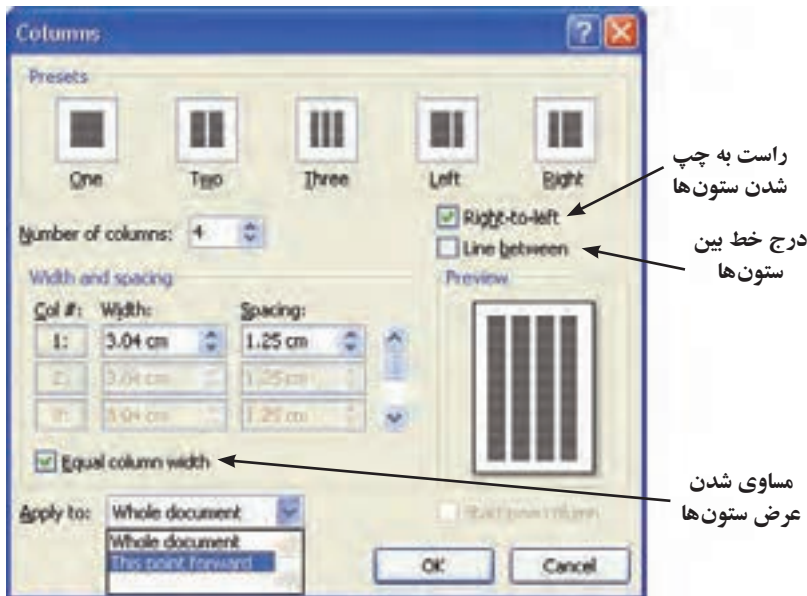 Columns
Presets
One
Two
Three
Left
Right
راست به چپ
شدن ستون‌ها
Number of columns: 4
Right-to-left
Line between
درج خط بین
ستون‌ها
Width and spacing
Preview
Col #: Width: Spacing:
1: 3.04 cm 1.25 cm
2: 3.04 cm 1.25 cm
3.04 cm 1.25 cm
Equal column width
مساوی شدن
عرض ستون‌ها
Apply to: Whole document
Start new column
Whole document
This point forward
OK
Cancel